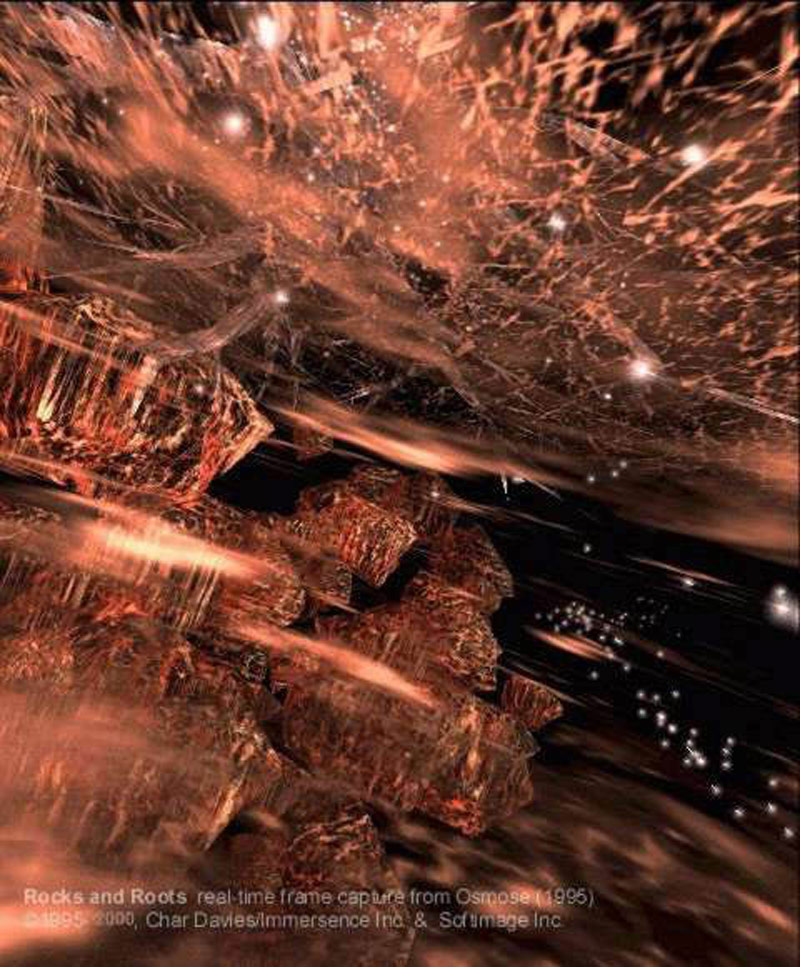 Rocks and Roots real-time frame capture from Osmose (1995)
©1995- 2000, Char Davies/Immersence Inc. & Softimage Inc.